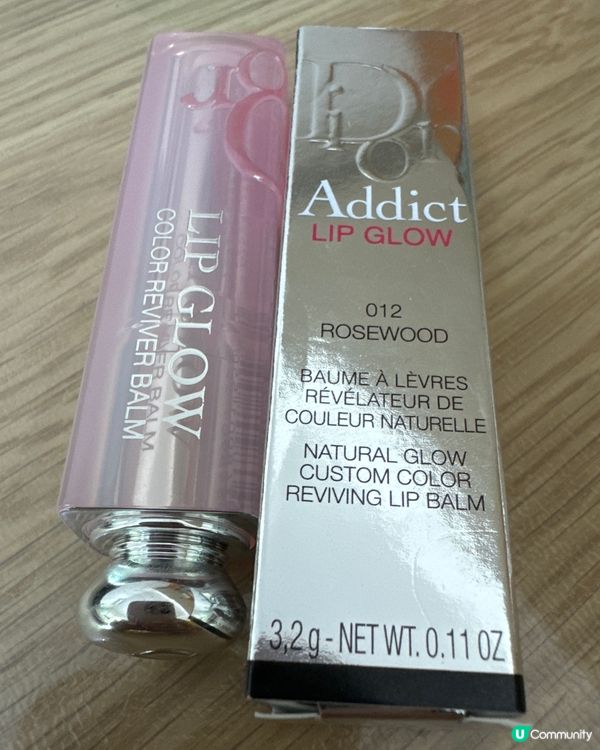 Dior
LIP GLOW
COLOR REVIVER BALM
Dior
Addict
LIP GLOW
012
ROSEWOOD
BAUME À LÈVRES
RÉVÉLATEUR DE
COULEUR NATURELLE
NATURAL GLOW
CUSTOM COLOR
REVIVING LIP BALM
3,2 g - NET WT. 0.11 OZ
U Community